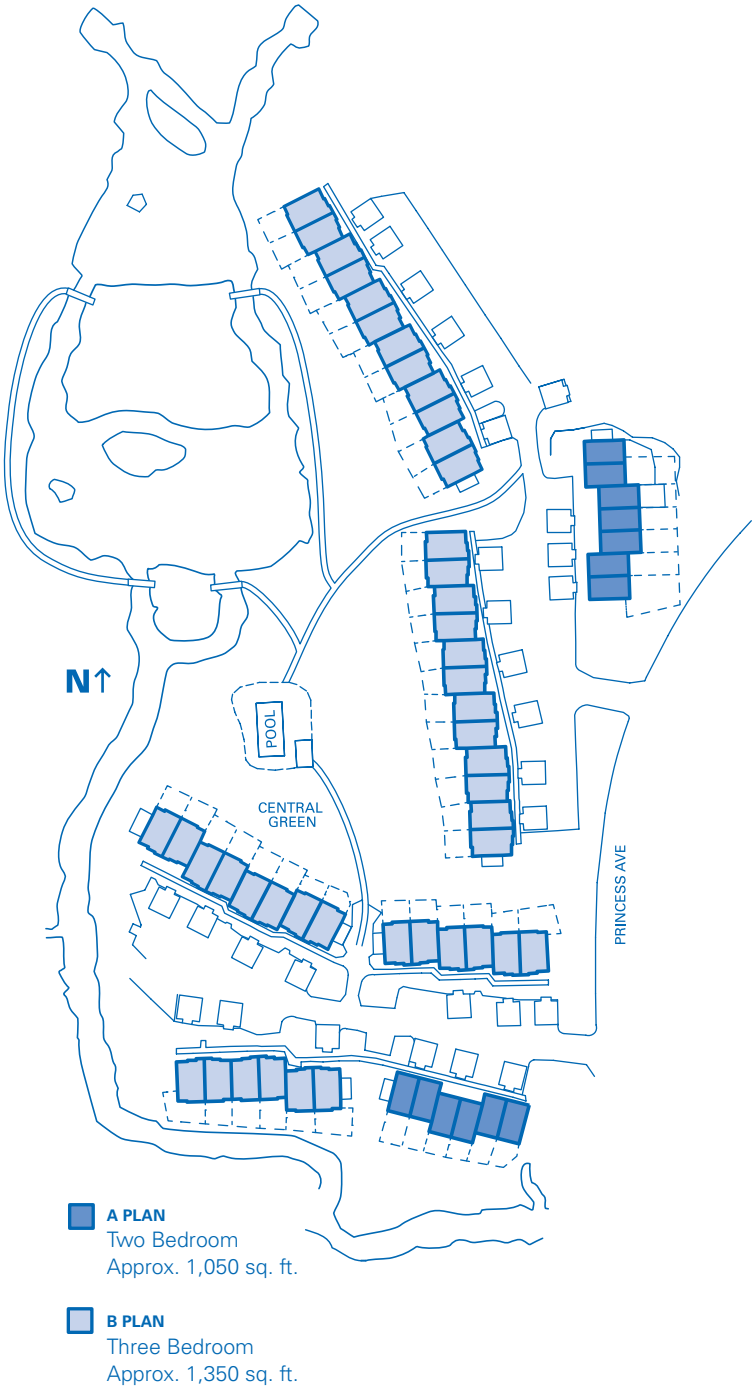 N↑
POOL
CENTRAL
GREEN
PRINCESS AVE
A PLAN
Two Bedroom
Approx. 1,050 sq. ft.
B PLAN
Three Bedroom
Approx. 1,350 sq. ft.